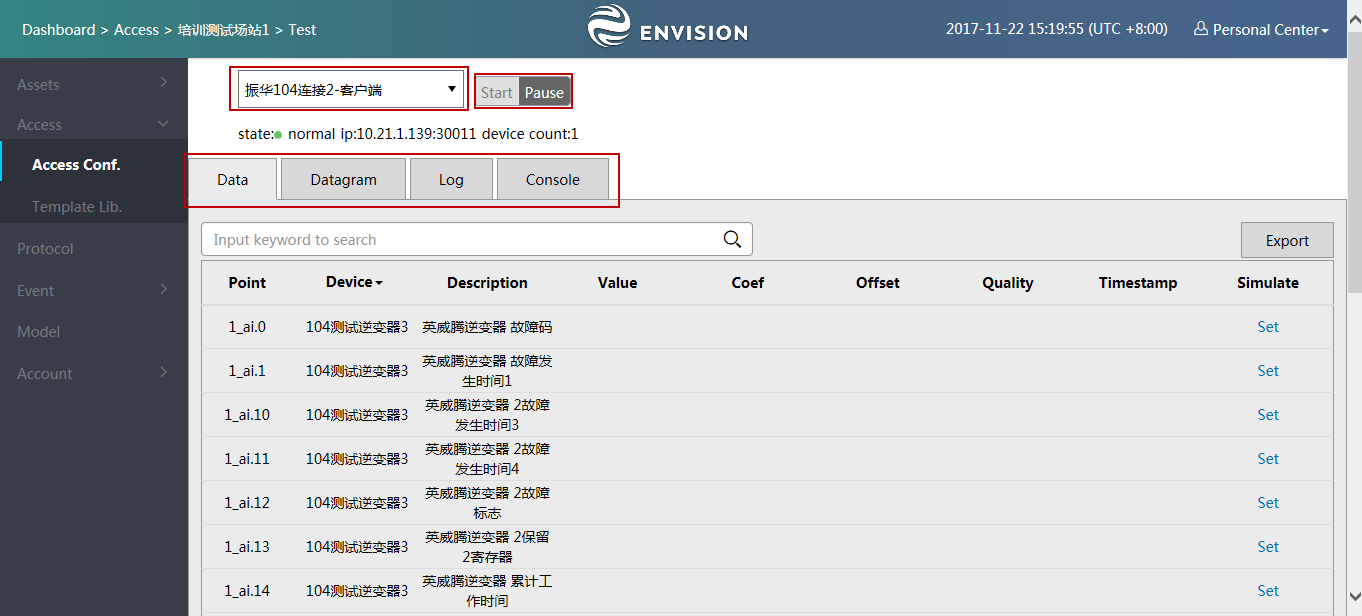 Dashboard > Access > 培训测试场站1 > Test
ENVISION
2017-11-22 15:19:55 (UTC +8:00)
Personal Center
Assets
Access
Access Conf.
Template Lib.
Protocol
Event
Model
Account
振华104连接2-客户端
Start Pause
state: normal ip:10.21.1.139:30011 device count:1
Data Datagram Log Console
Input keyword to search
Export
Point Device Description Value Coef Offset Quality Timestamp Simulate
1_ai.0 104测试逆变器3 英威腾逆变器 故障码 Set
1_ai.1 104测试逆变器3 英威腾逆变器 故障发 Set
生时间1
1_ai.10 104测试逆变器3 英威腾逆变器 2故障 Set
发生时间3
1_ai.11 104测试逆变器3 英威腾逆变器 2故障 Set
发生时间4
1_ai.12 104测试逆变器3 英威腾逆变器 2故障 Set
标志
1_ai.13 104测试逆变器3 英威腾逆变器 2保留 Set
2寄存器
1_ai.14 104测试逆变器3 英威腾逆变器 累计工 Set
作时间